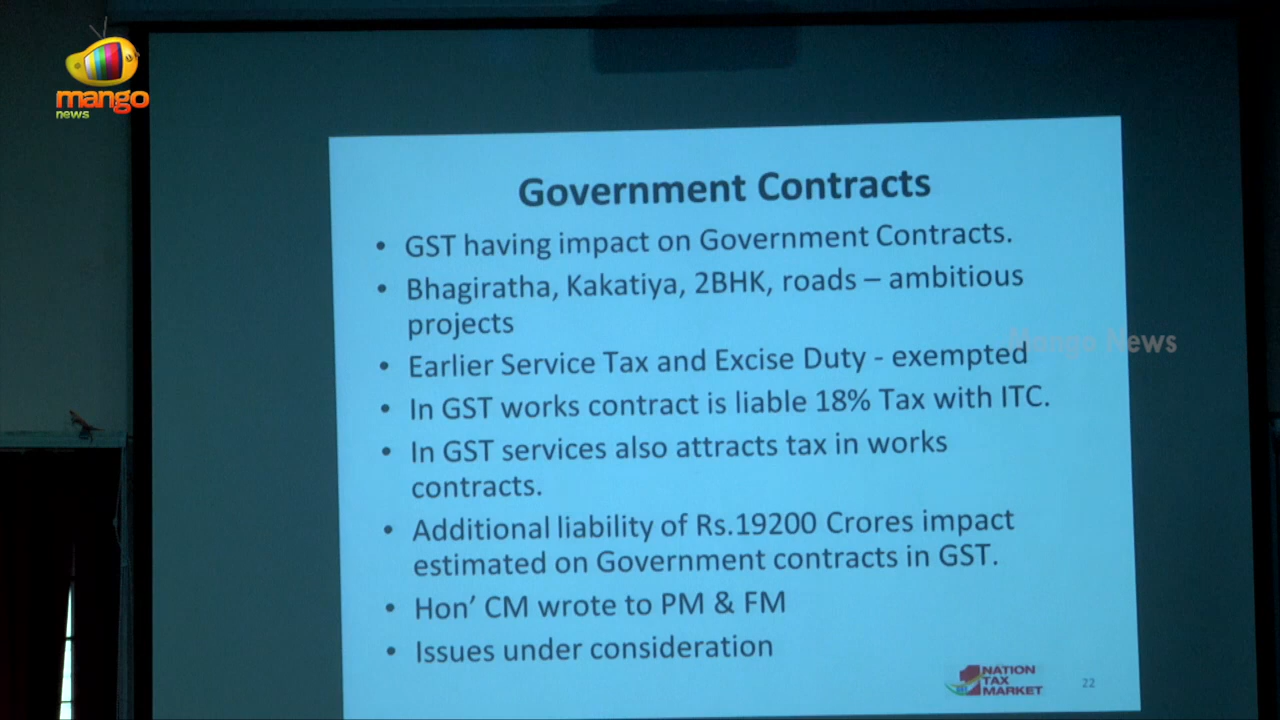 mango
news
Government Contracts
• GST having impact on Government Contracts.
• Bhagiratha, Kakatiya, 2BHK, roads – ambitious
projects
Mango News
• Earlier Service Tax and Excise Duty - exempted
• In GST works contract is liable 18% Tax with ITC.
• In GST services also attracts tax in works
contracts.
• Additional liability of Rs.19200 Crores impact
estimated on Government contracts in GST.
• Hon' CM wrote to PM & FM
• Issues under consideration
1 NATION
TAX
MARKET
22